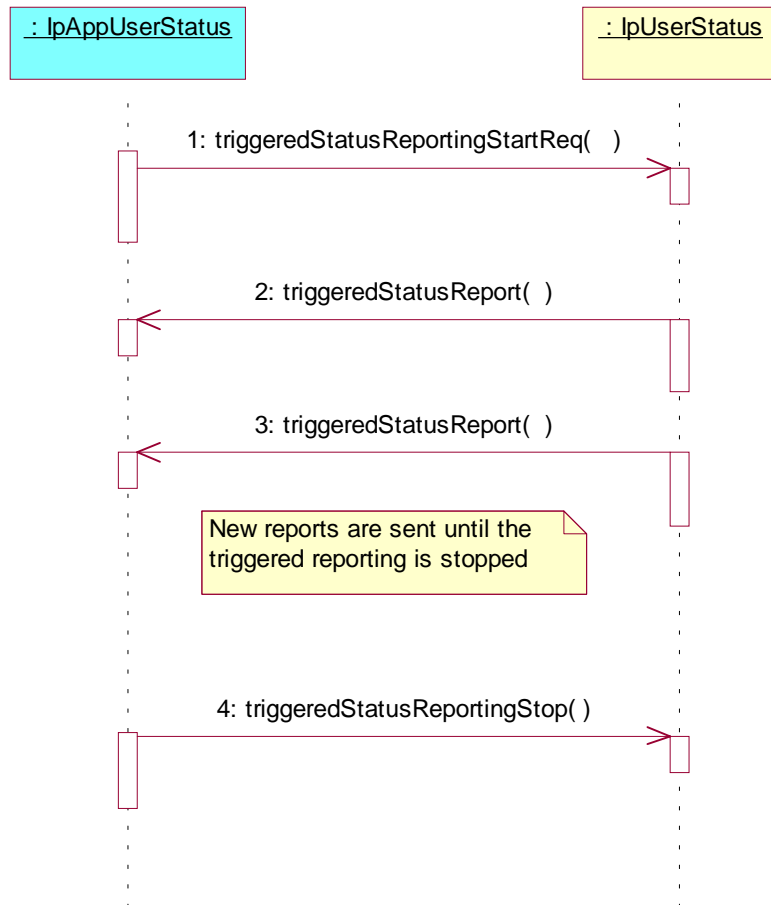 : IpAppUserStatus
: IpUserStatus
1: triggeredStatusReportingStartReq( )
2: triggeredStatusReport( )
3: triggeredStatusReport( )
New reports are sent until the
triggered reporting is stopped
4: triggeredStatusReportingStop( )